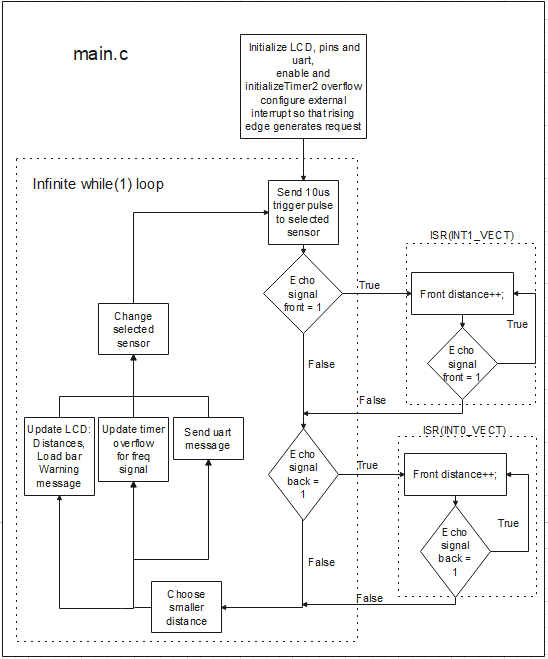 main.c
Initialize LCD, pins and
uart,
enable and
initializeTimer2 overflow
configure external
interrupt so that rising
edge generates request
Infinite while(1) loop
Send 10us
trigger pulse
to selected
sensor
ISR(INT1_VECT)
Echo
signal
front = 1
True
Front distance++;
True
Echo
signal
front = 1
False
False
Change
selected
sensor
Update LCD:
Distances,
Load bar
Warning
message
Update timer
overflow
for freq
signal
Send uart
message
Echo
signal
back =
1
True
ISR(INT0_VECT)
Front distance++;
True
Echo
signal
back =
1
False
False
Choose
smaller
distance